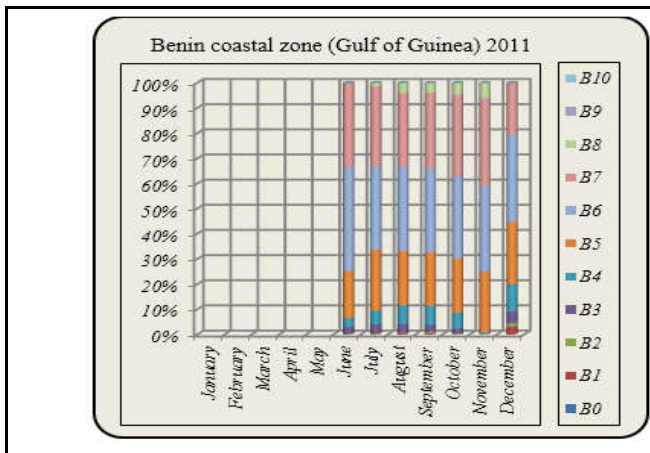 Benin coastal zone (Gulf of Guinea) 2011
100%
90%
80%
70%
60%
50%
40%
30%
20%
10%
0%
January
February
March
April
May
June
July
August
September
October
November
December
B10
B9
B8
B7
B6
B5
B4
B3
B2
B1
B0